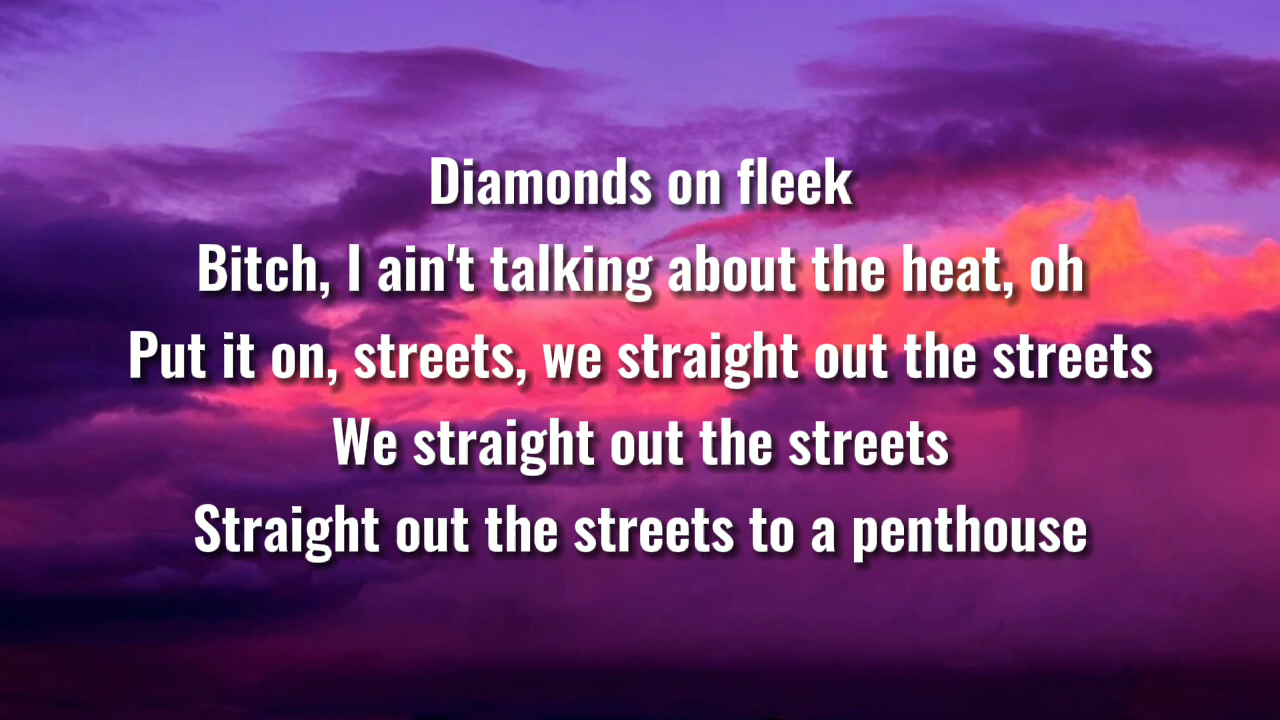 Diamonds on fleek
Bitch, I ain't talking about the heat, oh
Put it on, streets, we straight out the streets
We straight out the streets
Straight out the streets to a penthouse